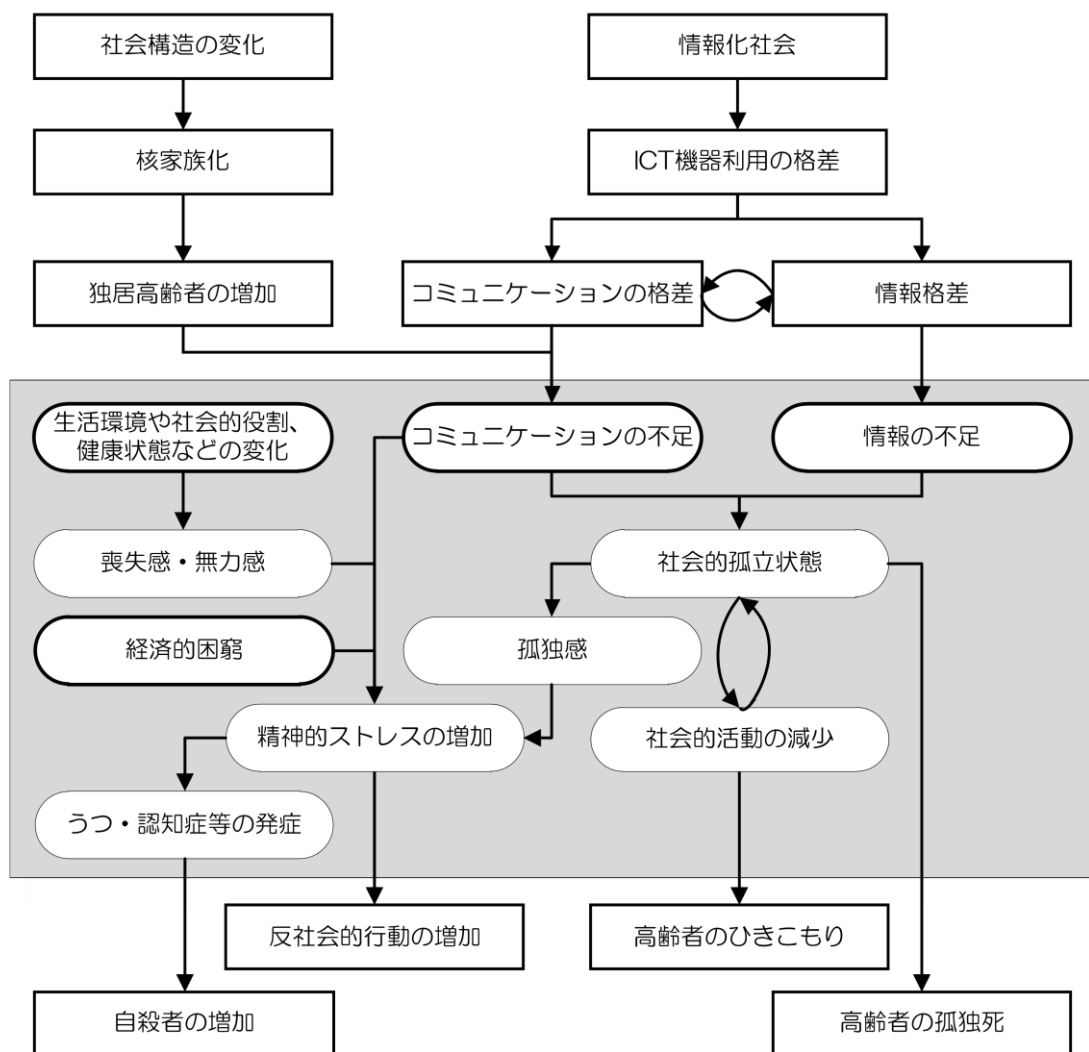 社会構造の変化
情報化社会
核家族化
ICT機器利用の格差
独居高齢者の増加
コミュニケーションの格差
情報格差
生活環境や社会的役割、
健康状態などの変化
コミュニケーションの不足
情報の不足
喪失感・無力感
社会的孤立状態
経済的困窮
孤独感
精神的ストレスの増加
社会的活動の減少
うつ・認知症等の発症
反社会的行動の増加
高齢者のひきこもり
自殺者の増加
高齢者の孤独死